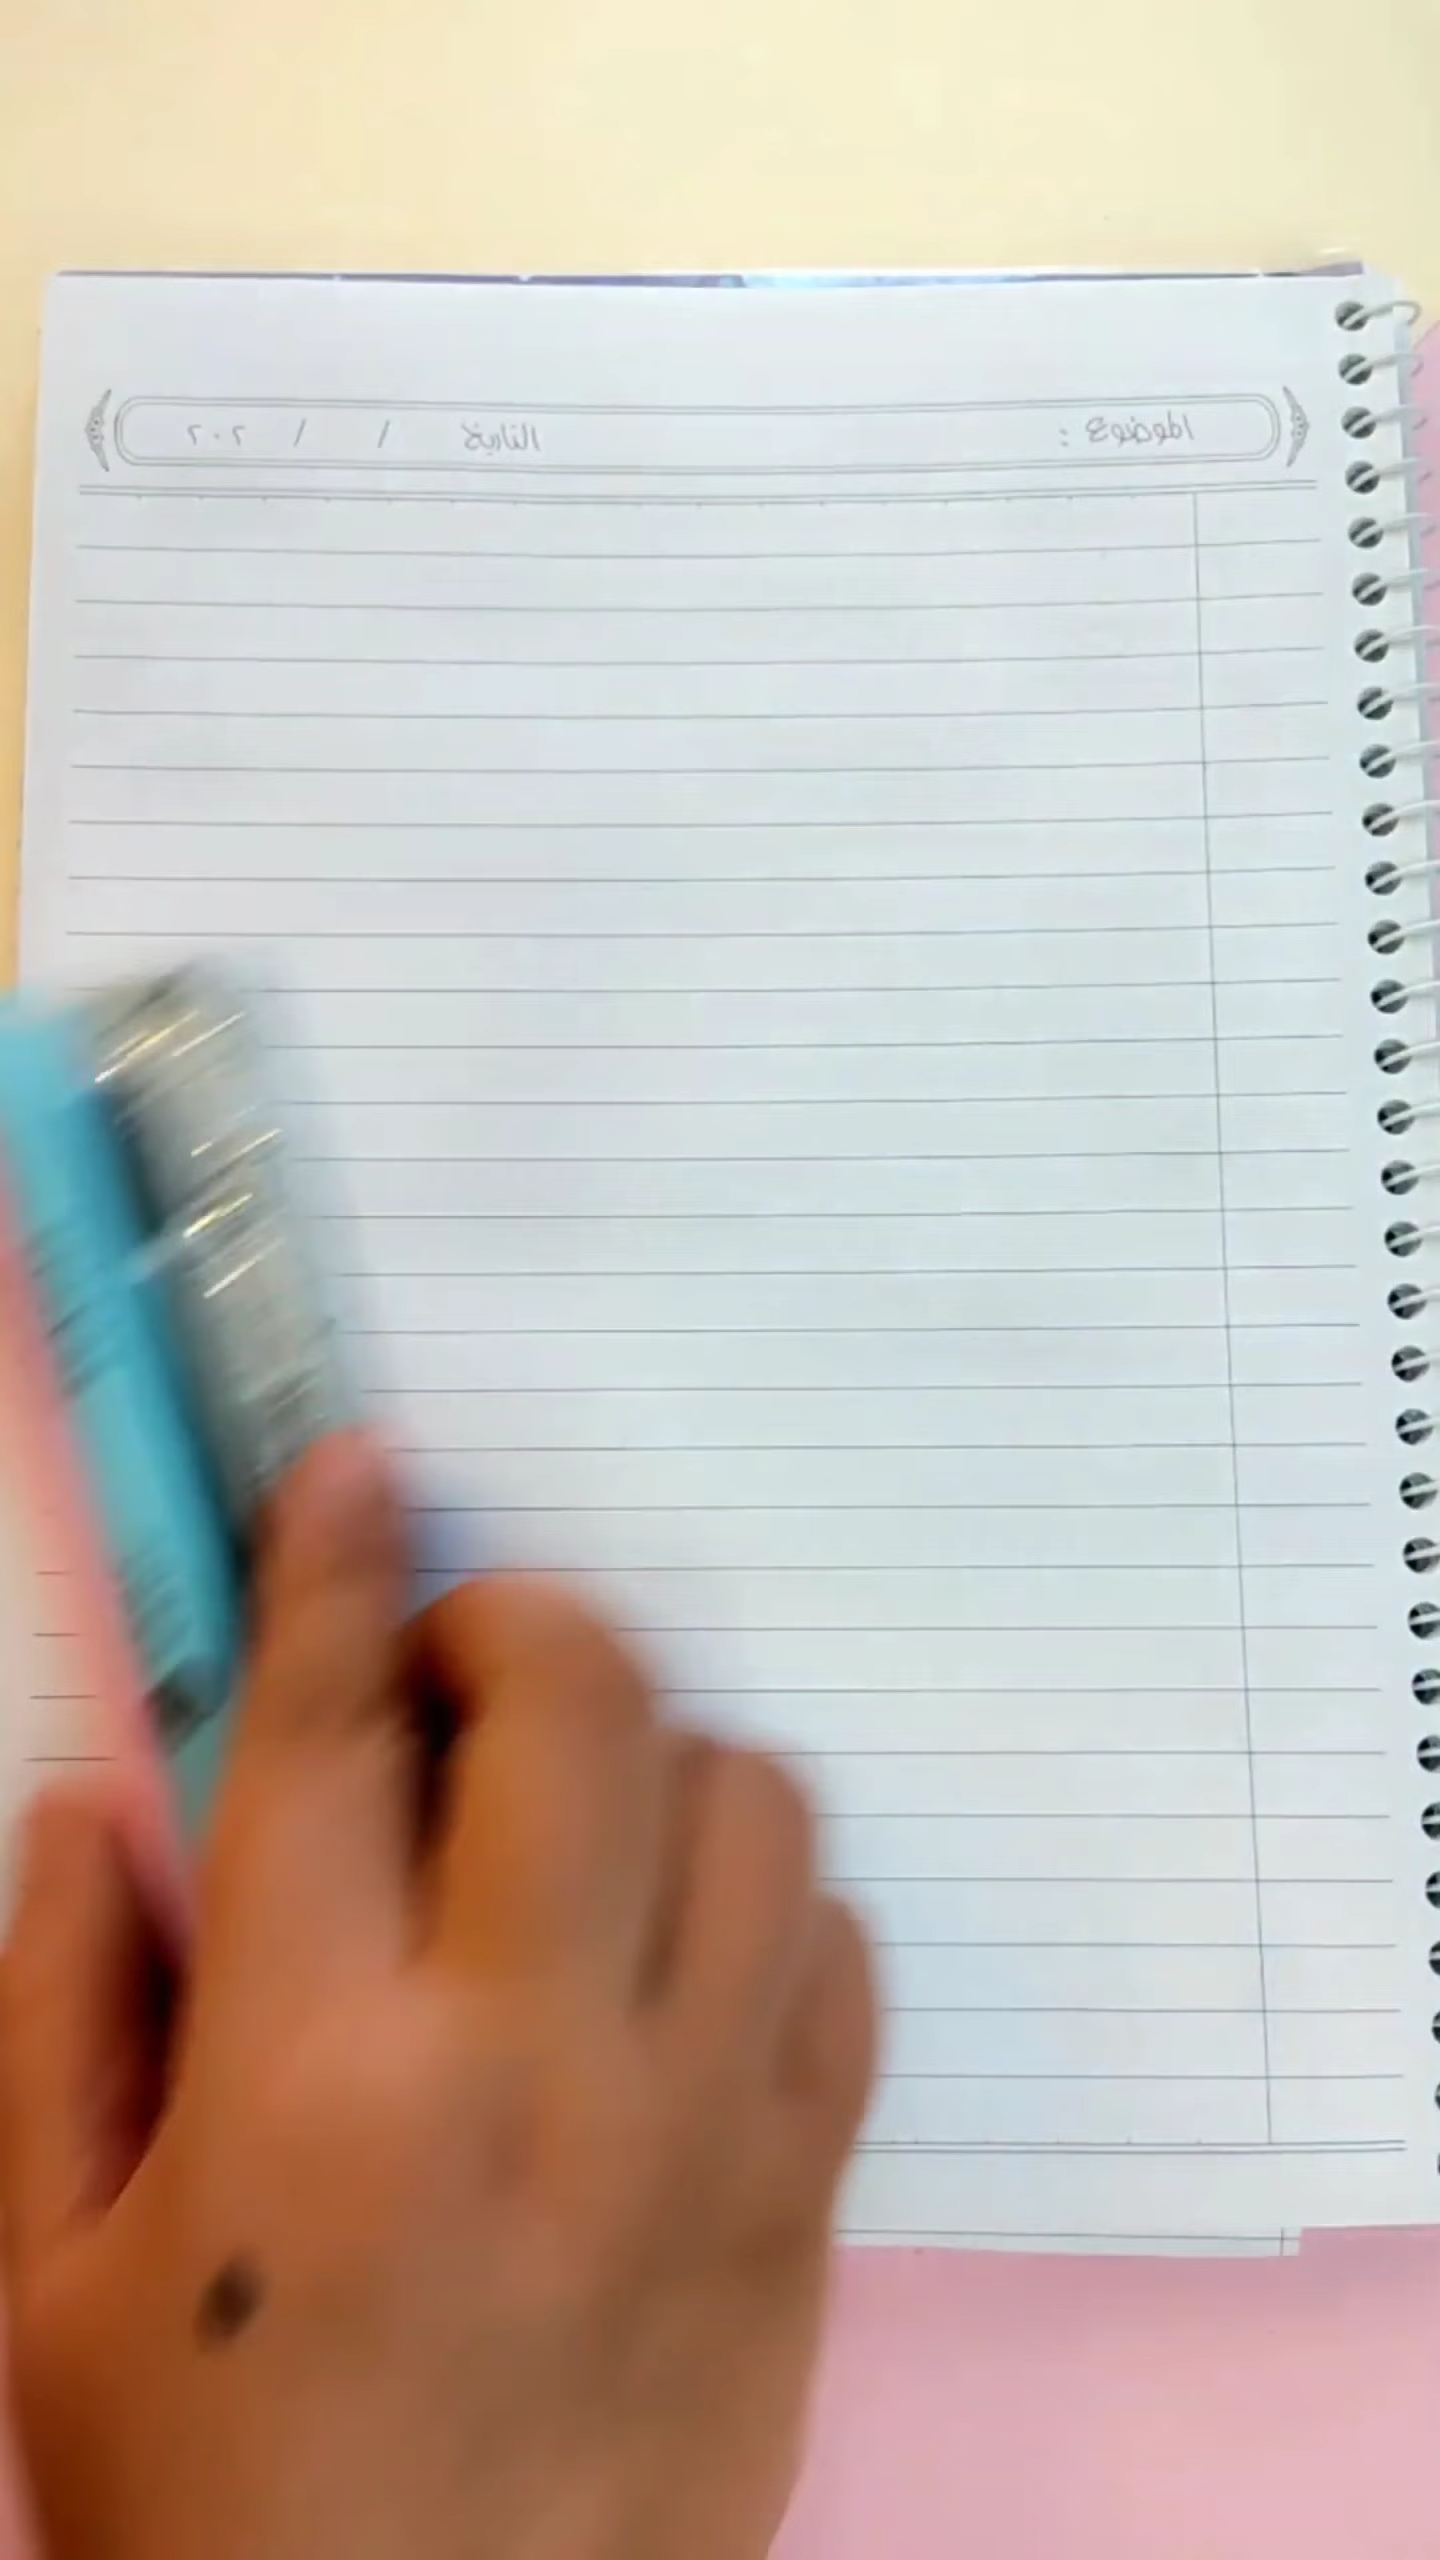 الموضوع : التاريخ / / ٢٠٢